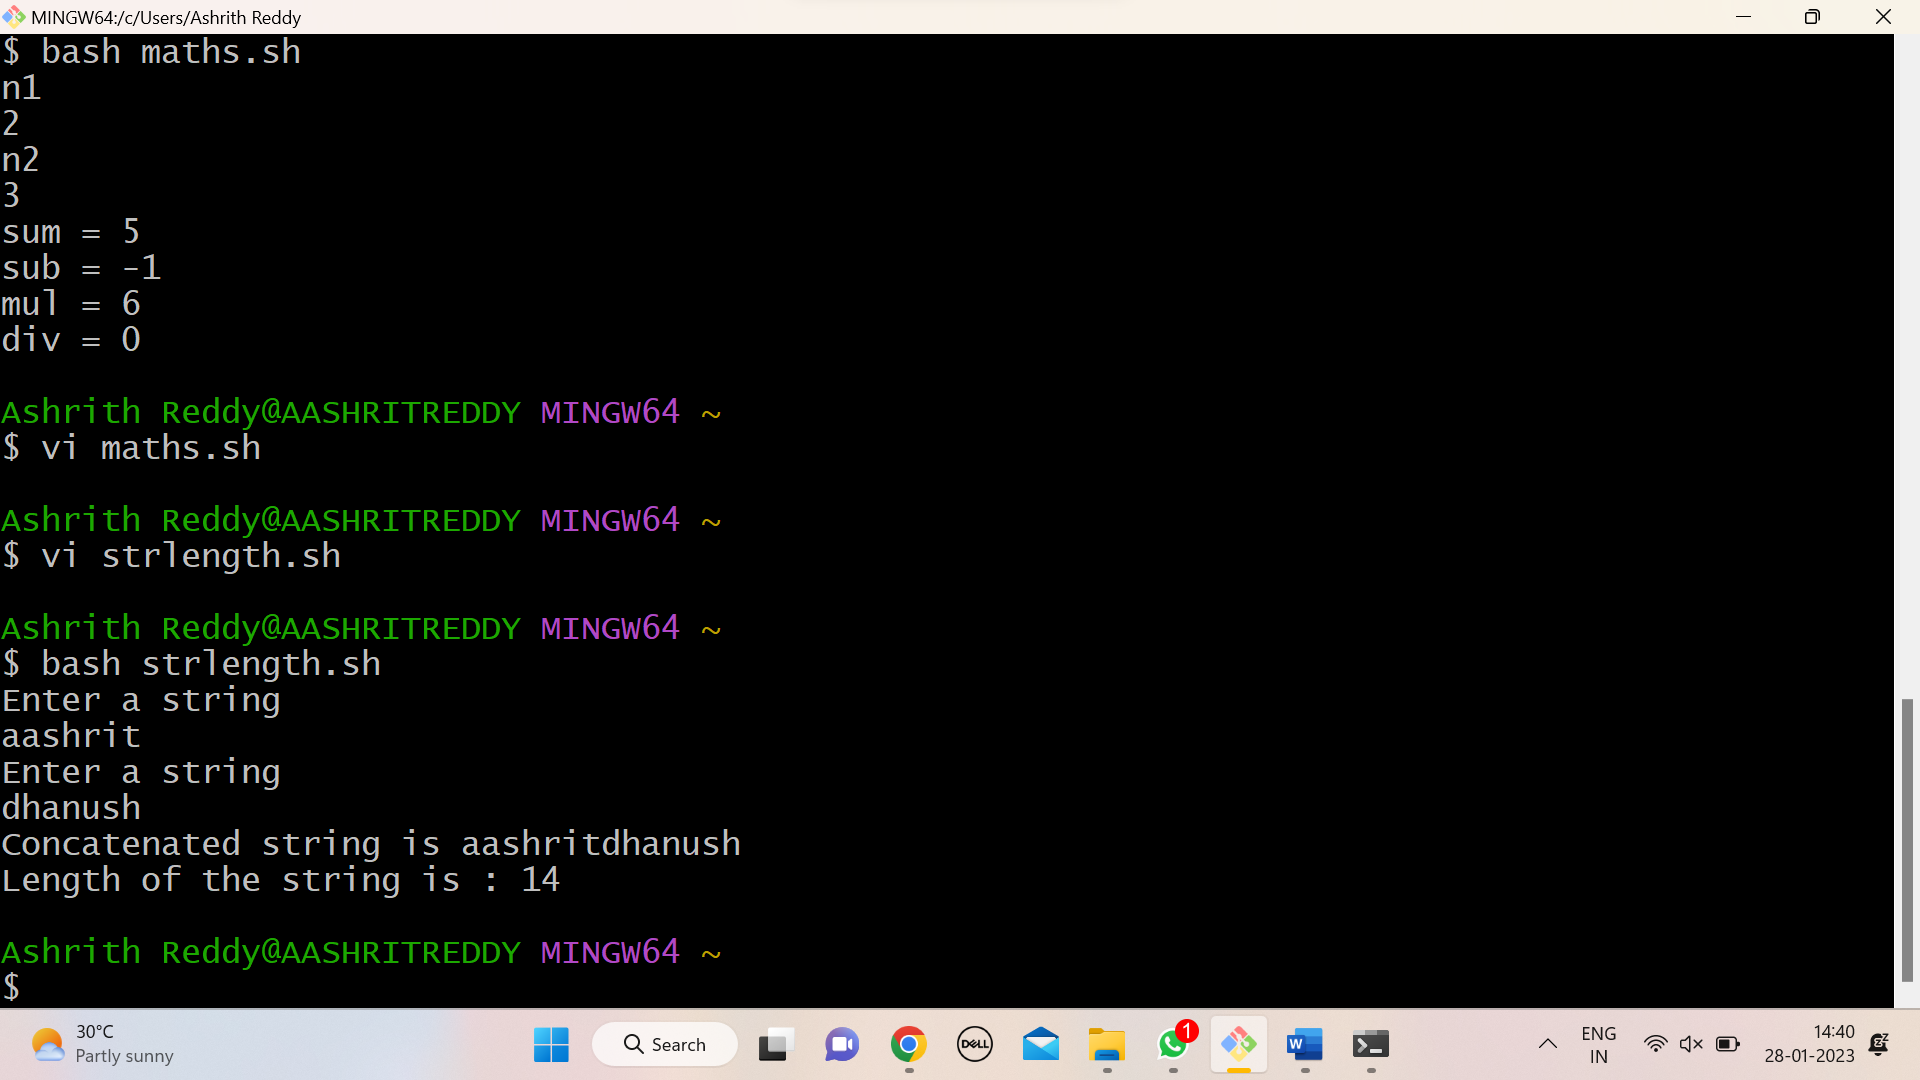 MINGW64:/c/Users/Ashrith Reddy
$ bash maths.sh
n1
2
n2
3
sum = 5
sub = -1
mul = 6
div = 0
Ashrith Reddy@AASHRITREDDY MINGW64 ~
$ vi maths.sh
Ashrith Reddy@AASHRITREDDY MINGW64 ~
$ vi strlength.sh
Ashrith Reddy@AASHRITREDDY MINGW64 ~
$ bash strlength.sh
Enter a string
aashrit
Enter a string
dhanush
Concatenated string is aashritdhanush
Length of the string is : 14
Ashrith Reddy@AASHRITREDDY MINGW64 ~
$
30°C
Partly sunny
Search
DELL
1
W
ENG
IN
14:40
28-01-2023